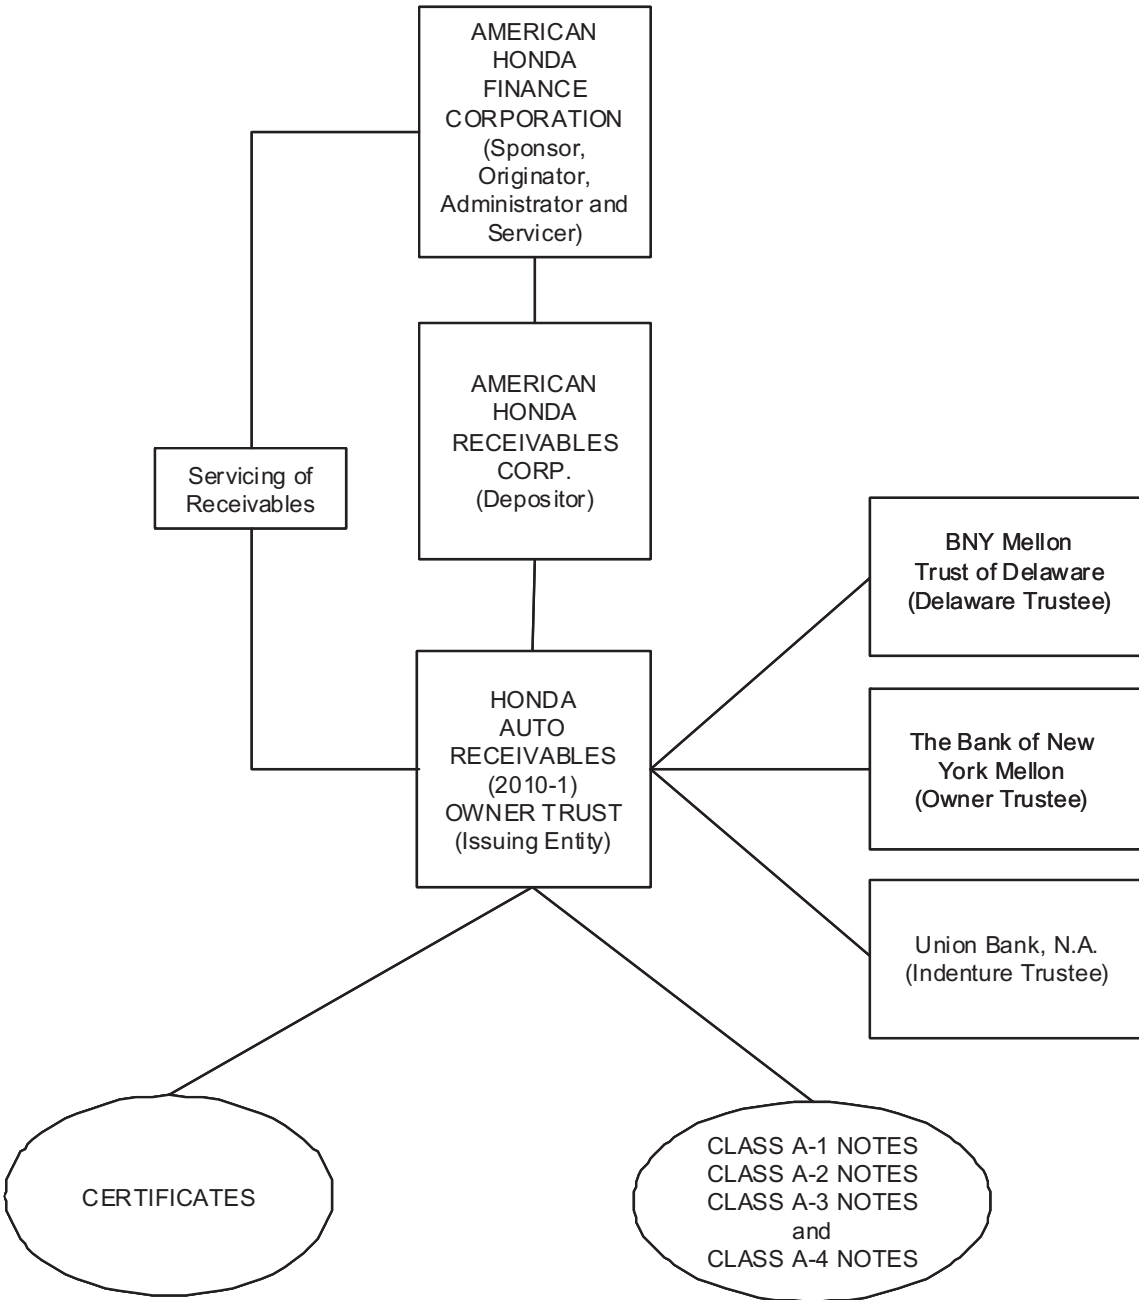 AMERICAN
HONDA
FINANCE
CORPORATION
(Sponsor,
Originator,
Administrator and
Servicer)
AMERICAN
HONDA
RECEIVABLES
CORP.
(Depositor)
Servicing of
Receivables
BNY Mellon
Trust of Delaware
(Delaware Trustee)
HONDA
AUTO
RECEIVABLES
(2010-1)
OWNER TRUST
(Issuing Entity)
The Bank of New
York Mellon
(Owner Trustee)
Union Bank, N.A.
(Indenture Trustee)
CERTIFICATES
CLASS A-1 NOTES
CLASS A-2 NOTES
CLASS A-3 NOTES
and
CLASS A-4 NOTES